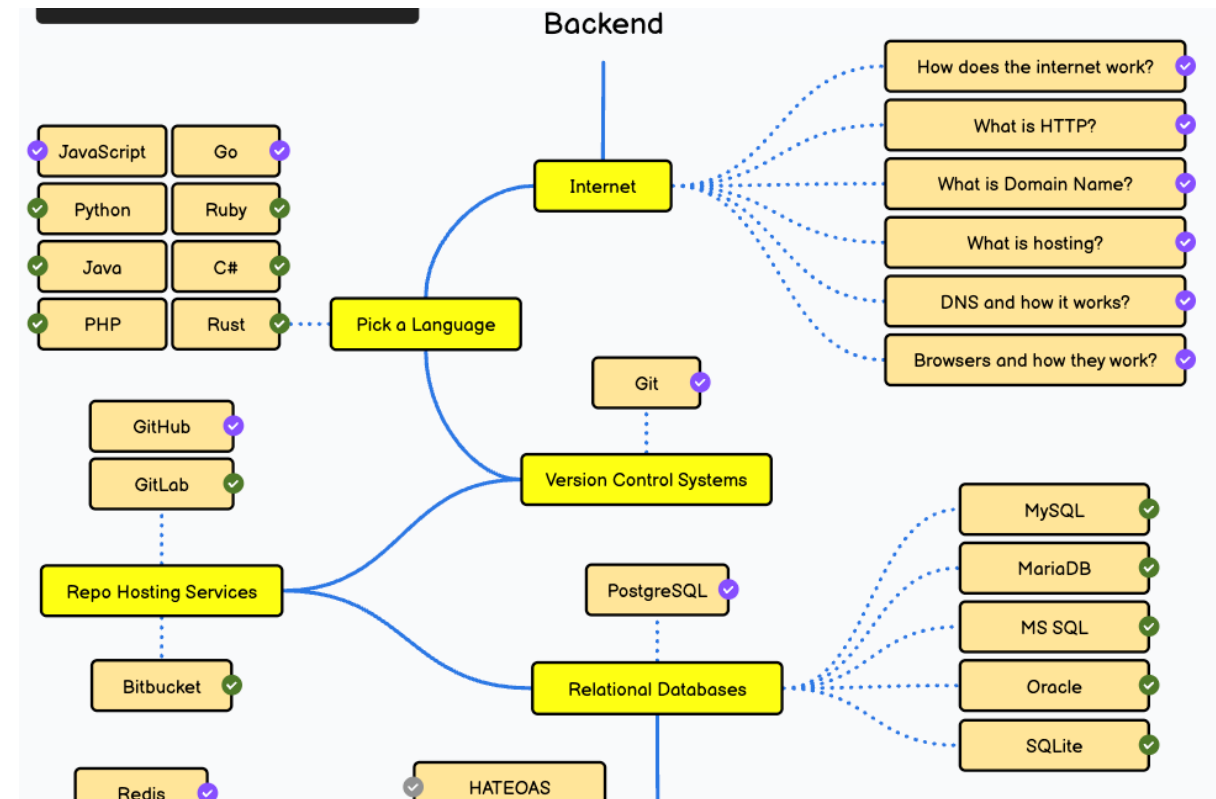 Backend
How does the internet work?
What is HTTP?
What is Domain Name?
What is hosting?
DNS and how it works?
Browsers and how they work?
Internet
JavaScript
Go
Python
Ruby
Java
C#
PHP
Rust
Pick a Language
Git
Version Control Systems
GitHub
GitLab
Repo Hosting Services
Bitbucket
PostgreSQL
Relational Databases
MySQL
MariaDB
MS SQL
Oracle
SQLite
Redis
HATEOAS